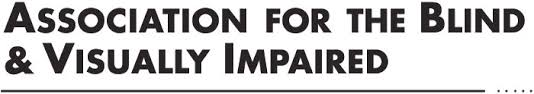 ASSOCIATION FOR THE BLIND
& VISUALLY IMPAIRED